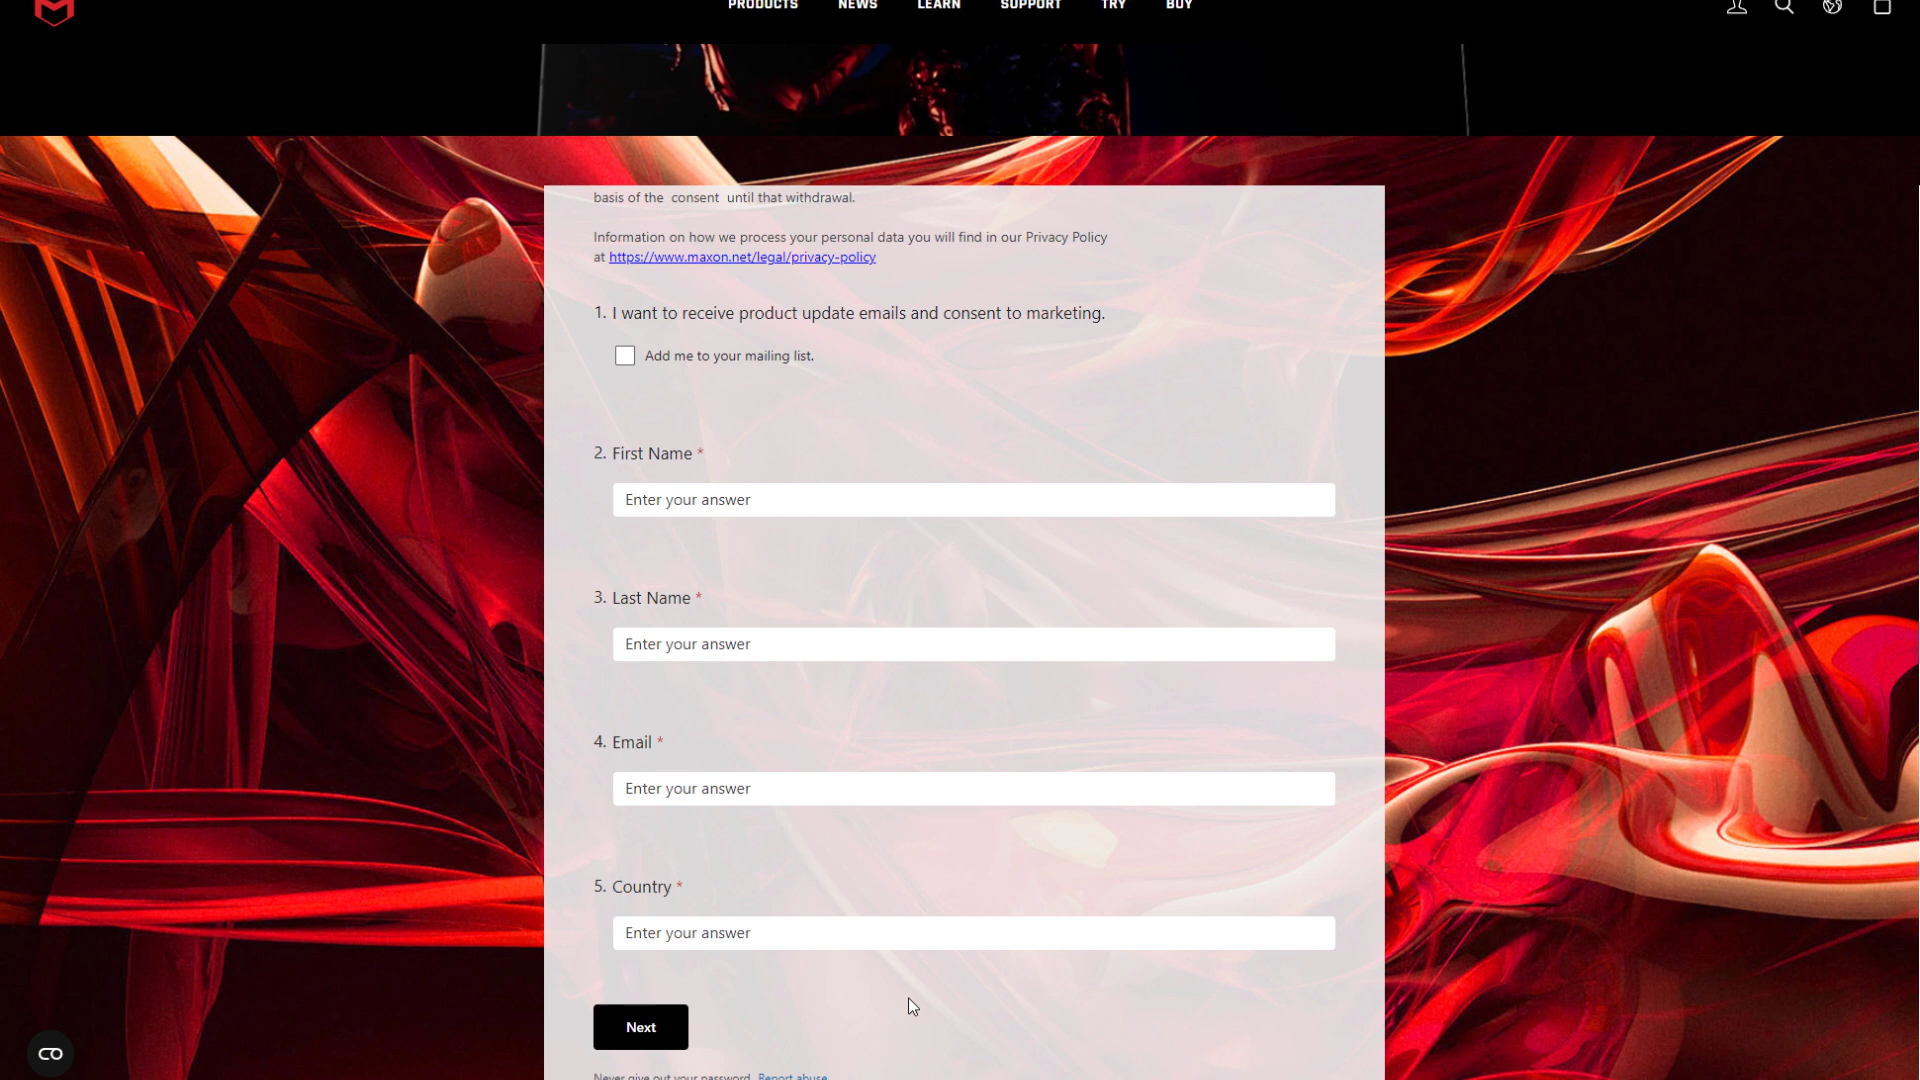 PRODUCTS NEWS LEARN SUPPORT TRY BUY
basis of the consent until that withdrawal.
Information on how we process your personal data you will find in our Privacy Policy
at https://www.maxon.net/legal/privacy-policy
1. I want to receive product update emails and consent to marketing.
Add me to your mailing list.
2. First Name *
Enter your answer
3. Last Name *
Enter your answer
4. Email *
Enter your answer
5. Country *
Enter your answer
Next
Never give out your password. Report abuse